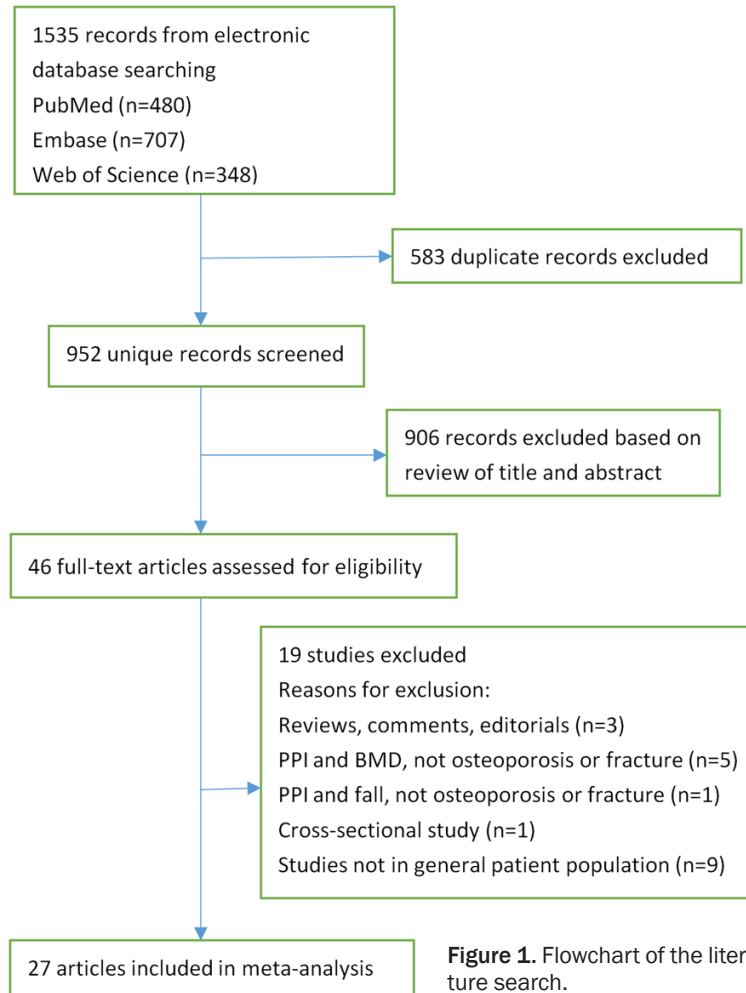 1535 records from electronic
database searching
PubMed (n=480)
Embase (n=707)
Web of Science (n=348)
583 duplicate records excluded
952 unique records screened
906 records excluded based on
review of title and abstract
46 full-text articles assessed for eligibility
19 studies excluded
Reasons for exclusion:
Reviews, comments, editorials (n=3)
PPI and BMD, not osteoporosis or fracture (n=5)
PPI and fall, not osteoporosis or fracture (n=1)
Cross-sectional study (n=1)
Studies not in general patient population (n=9)
27 articles included in meta-analysis
Figure 1. Flowchart of the liter
ture search.